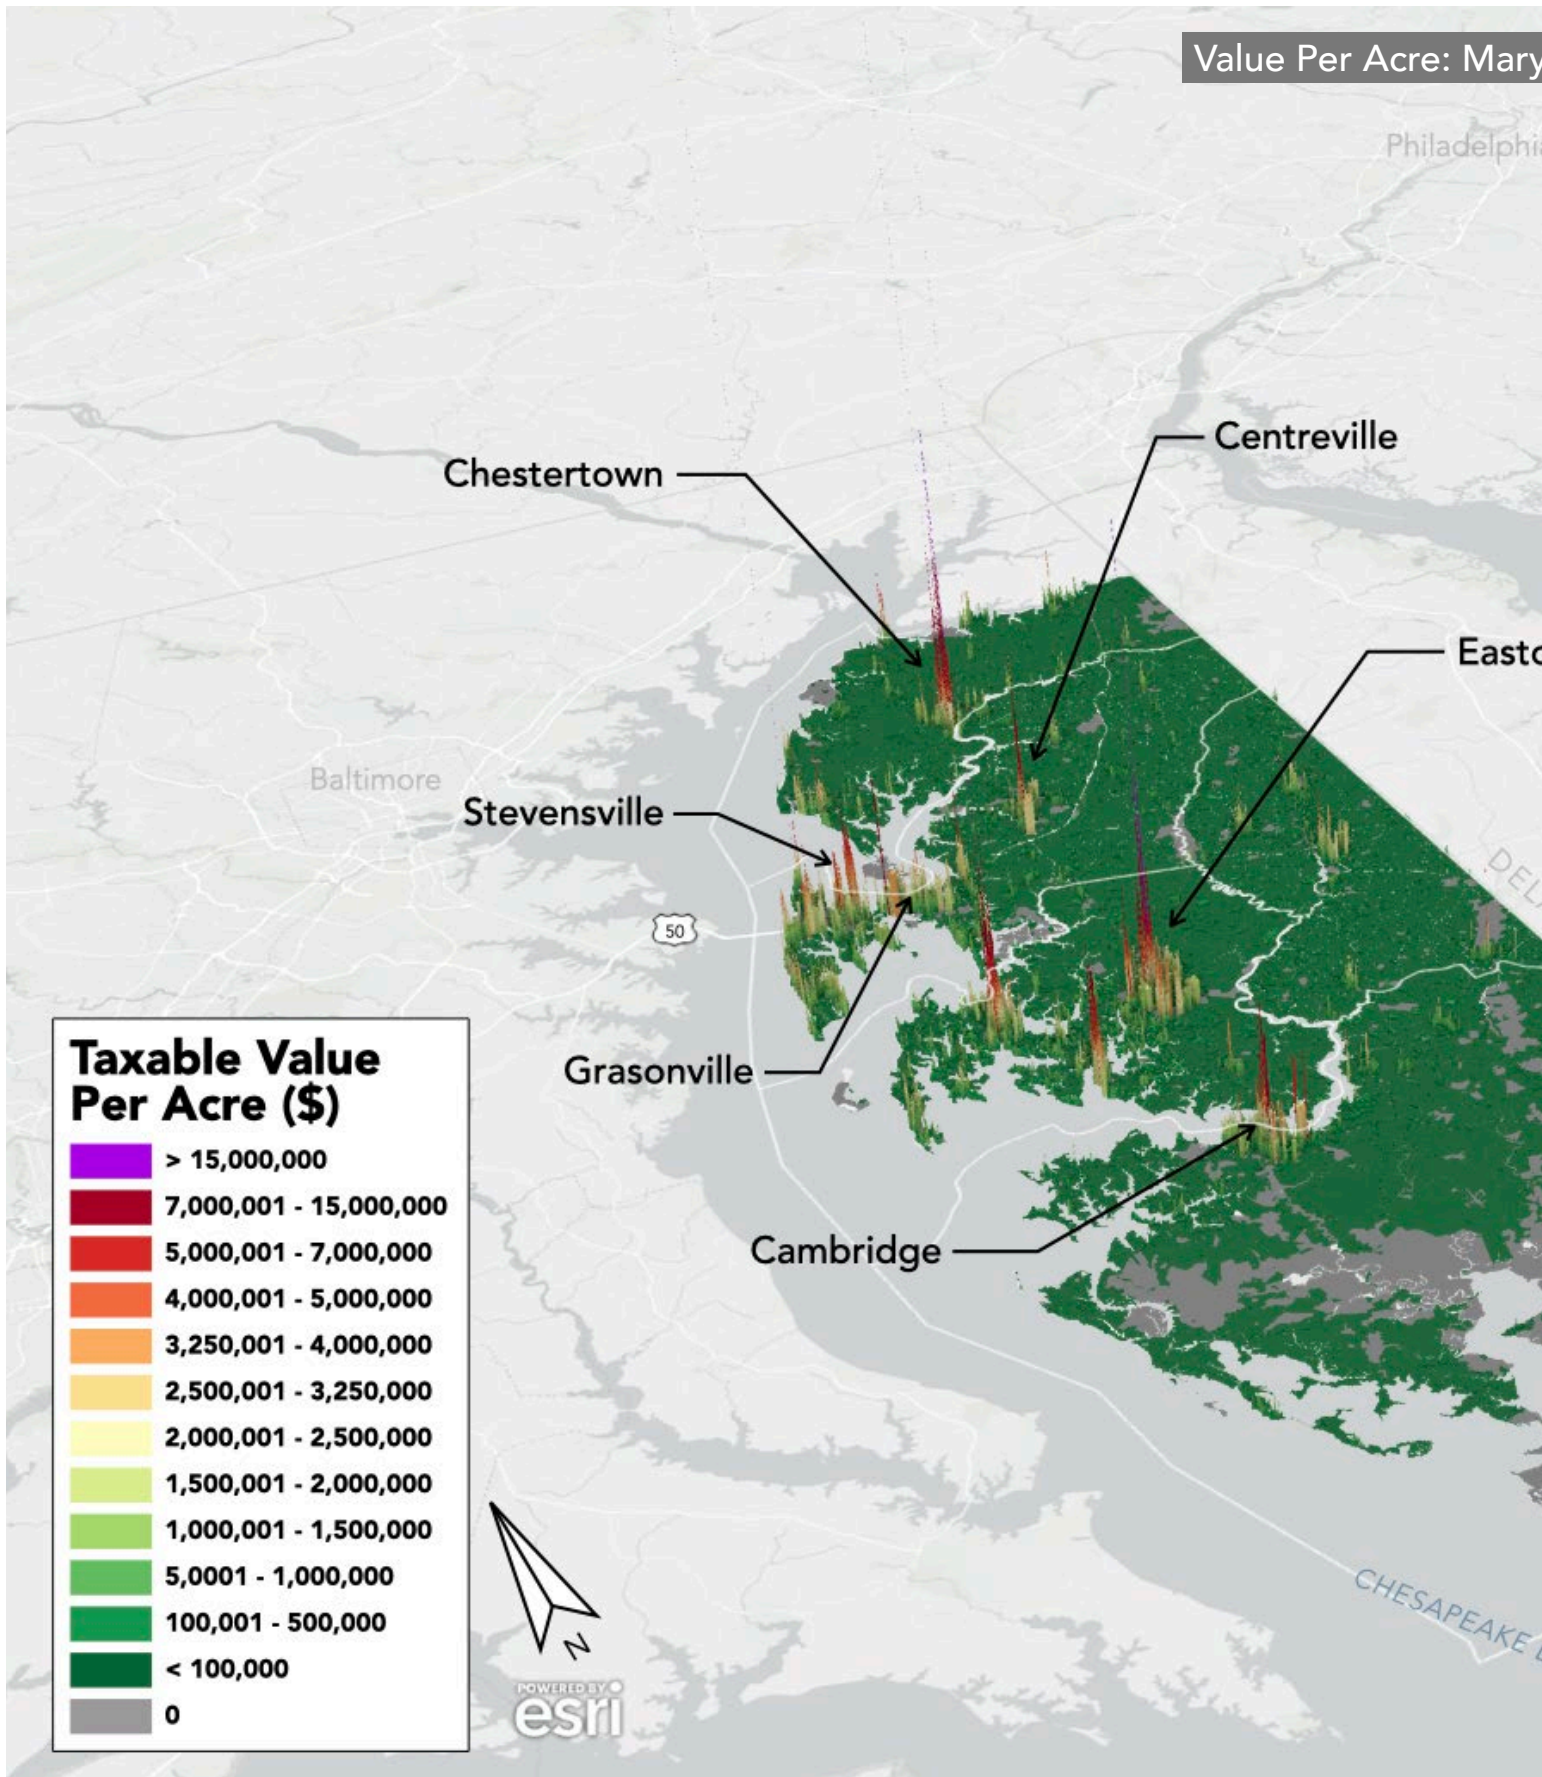 Value Per Acre: Mary
Philadelphia
Centreville
Chestertown
Easto
Baltimore
Stevensville
DEL
50
Grasonville
Cambridge
Taxable Value
Per Acre ($)
> 15,000,000
7,000,001 - 15,000,000
5,000,001 - 7,000,000
4,000,001 - 5,000,000
3,250,001 - 4,000,000
2,500,001 - 3,250,000
2,000,001 - 2,500,000
1,500,001 - 2,000,000
1,000,001 - 1,500,000
5,0001 - 1,000,000
100,001 - 500,000
< 100,000
0
N
POWERED BY
esri
CHESAPEAKE